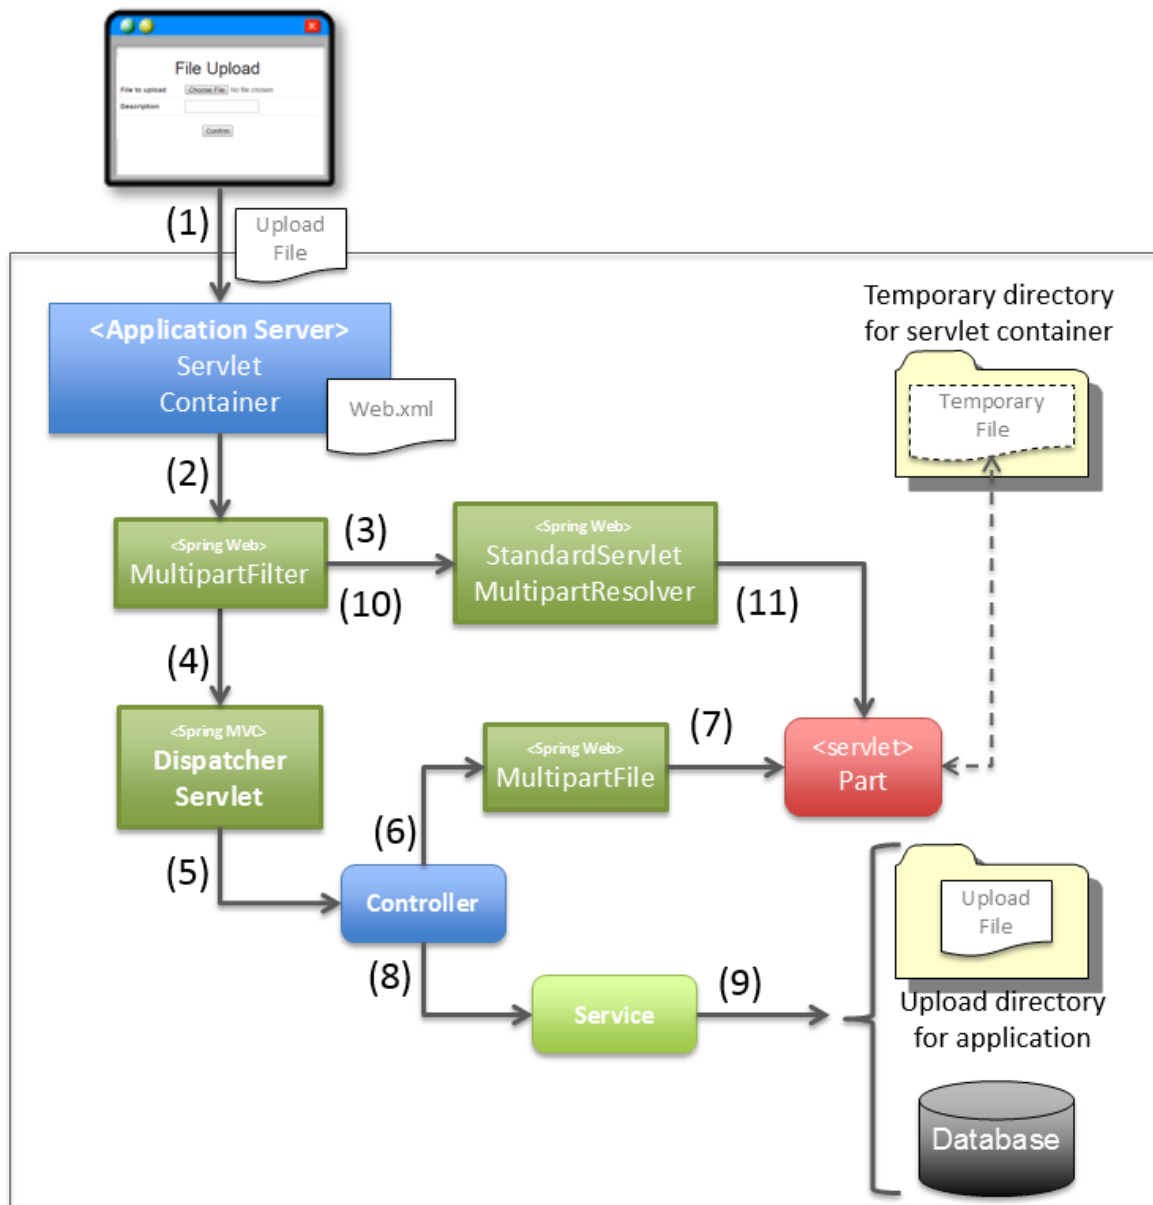 File Upload
File to upload
Choose File No file chosen
Description
Confirm
(1)
Upload
File
<Application Server>
Servlet
Container
Web.xml
Temporary directory
for servlet container
Temporary
File
(2)
<Spring Web>
MultipartFilter
(3)
(10)
<Spring Web>
StandardServlet
MultipartResolver
(11)
(4)
<Spring MVC>
Dispatcher
Servlet
<Spring Web>
MultipartFile
(7)
<servlet>
Part
(5)
(6)
Controller
(8)
Service
(9)
Upload
File
Upload directory
for application
Database